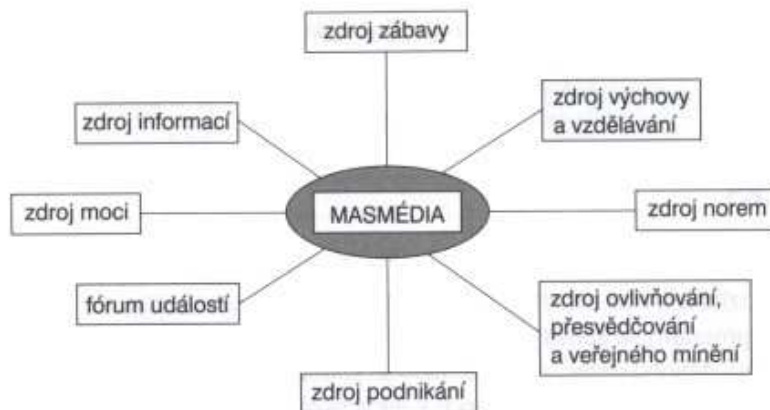 zdroj zábavy
zdroj výchovy
a vzdělávání
zdroj informací
zdroj moci
MASMÉDIA
zdroj norem
fórum událostí
zdroj ovlivňování,
přesvědčování
a veřejného mínění
zdroj podnikání